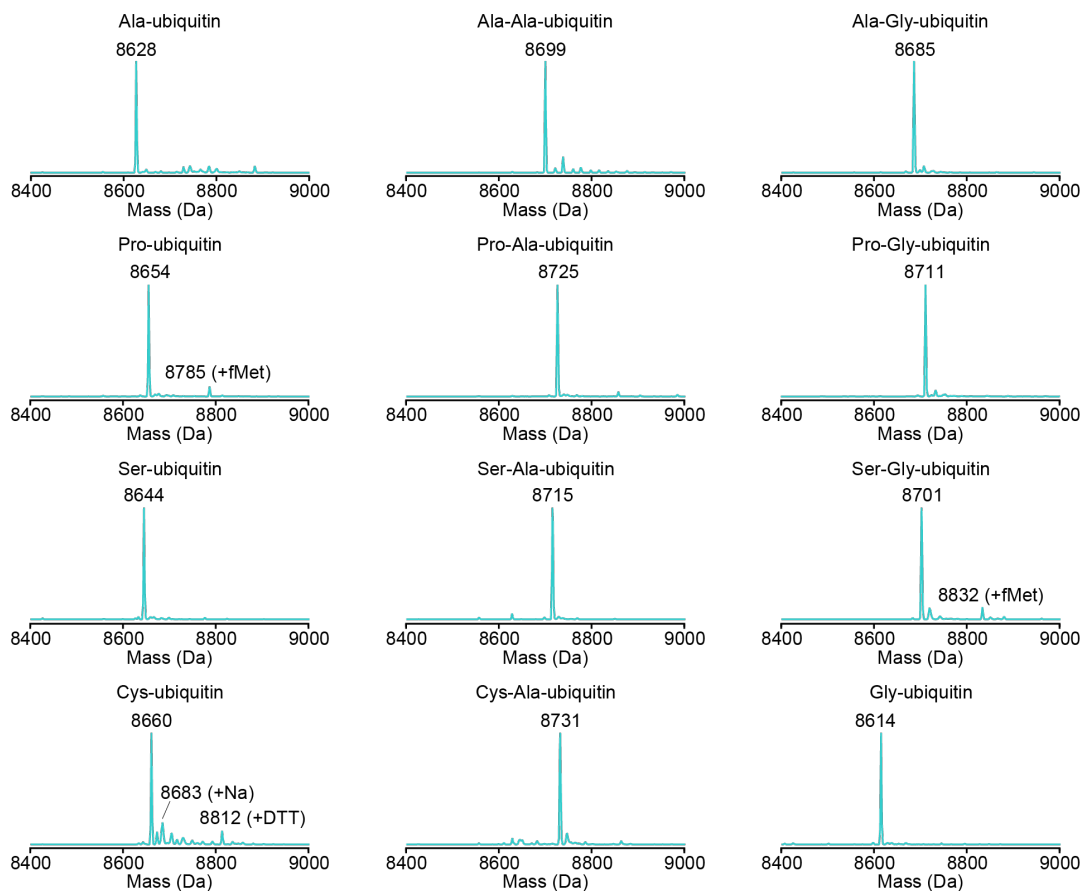 Ala-ubiquitin
8628
8400 8600 8800 9000
Mass (Da)
Ala-Ala-ubiquitin
8699
8400 8600 8800 9000
Mass (Da)
Ala-Gly-ubiquitin
8685
8400 8600 8800 9000
Mass (Da)
Pro-ubiquitin
8654
8785 (+fMet)
8400 8600 8800 9000
Mass (Da)
Pro-Ala-ubiquitin
8725
8400 8600 8800 9000
Mass (Da)
Pro-Gly-ubiquitin
8711
8400 8600 8800 9000
Mass (Da)
Ser-ubiquitin
8644
8400 8600 8800 9000
Mass (Da)
Ser-Ala-ubiquitin
8715
8400 8600 8800 9000
Mass (Da)
Ser-Gly-ubiquitin
8701
8832 (+fMet)
8400 8600 8800 9000
Mass (Da)
Cys-ubiquitin
8660
8683 (+Na)
8812 (+DTT)
8400 8600 8800 9000
Mass (Da)
Cys-Ala-ubiquitin
8731
8400 8600 8800 9000
Mass (Da)
Gly-ubiquitin
8614
8400 8600 8800 9000
Mass (Da)